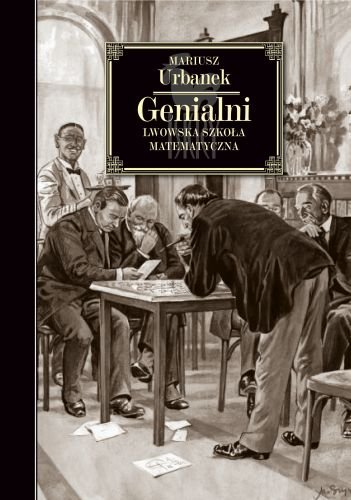 MARIUSZ
Urbanek
Genialni
LWOWSKA SZKOŁA
MATEMATYCZNA